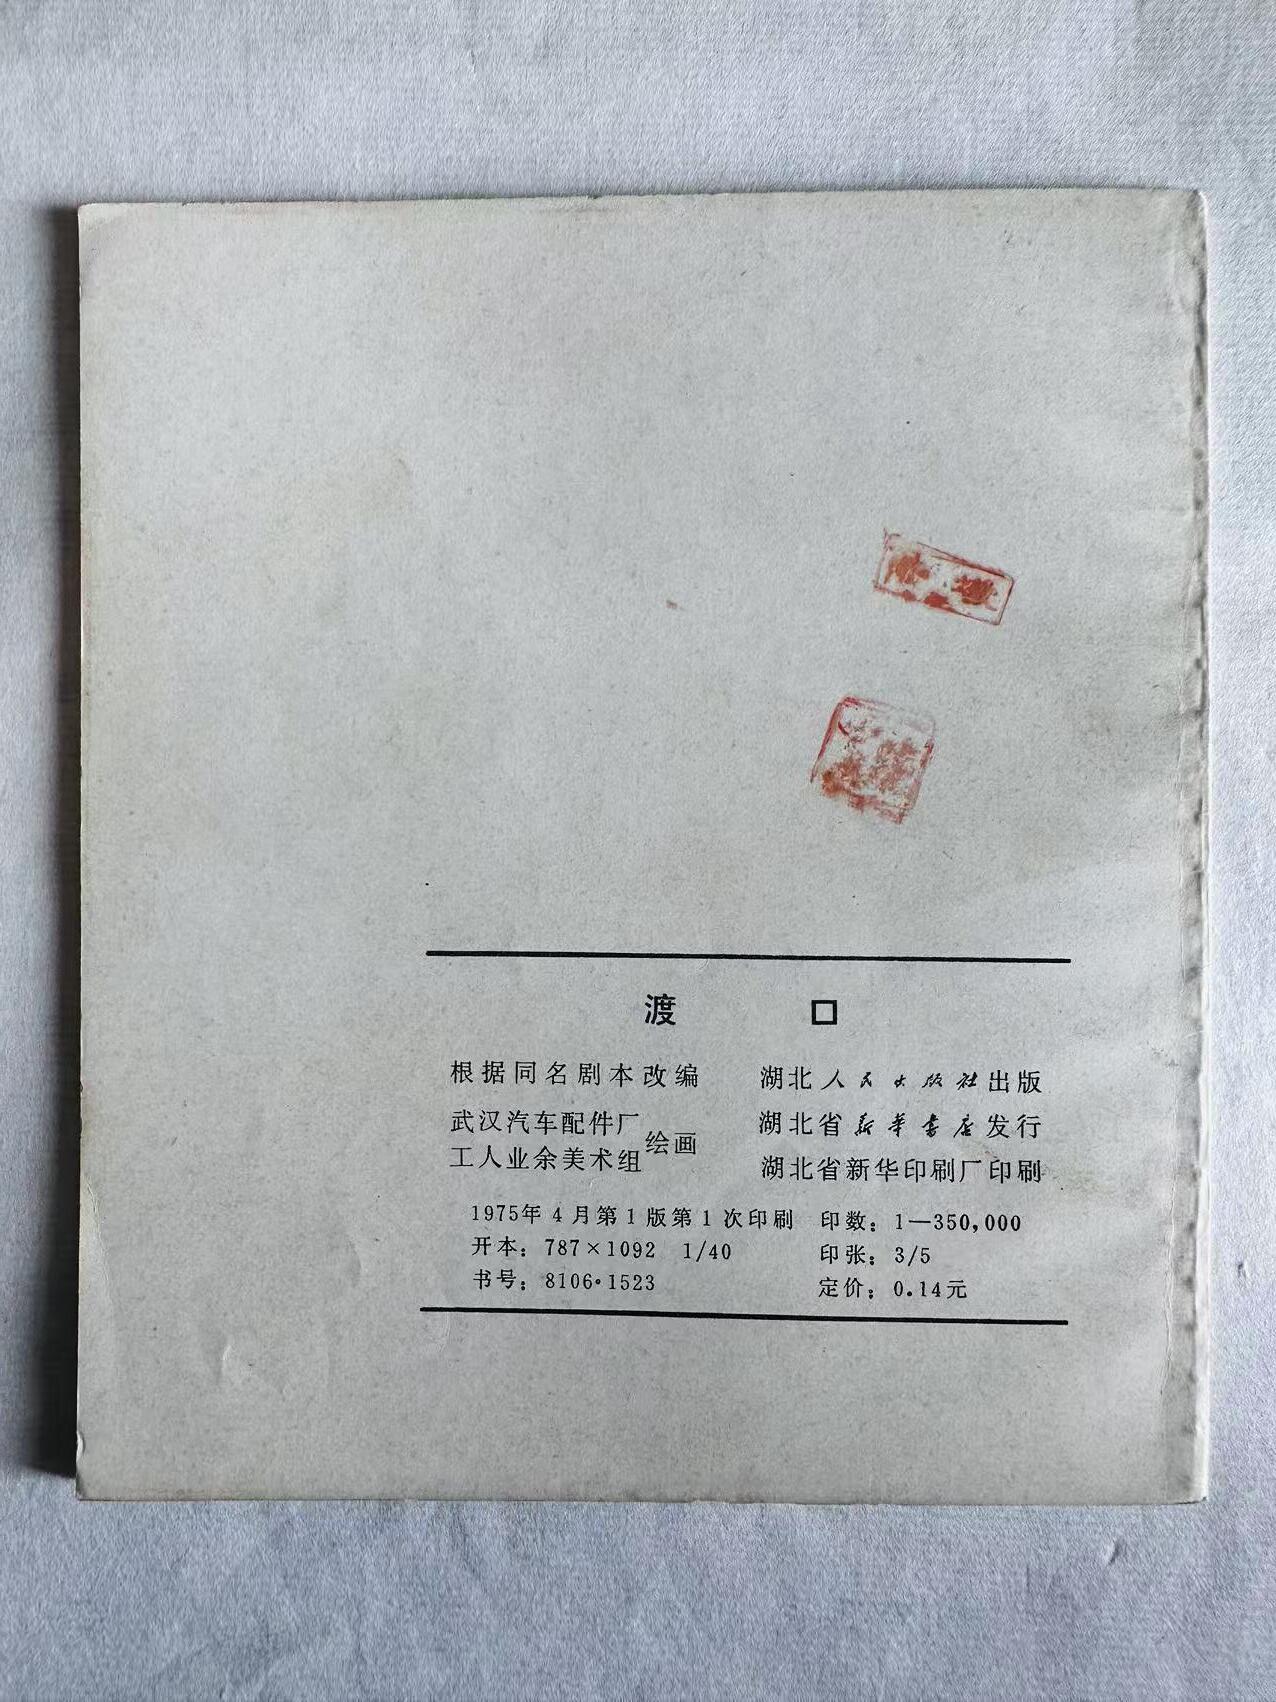 渡口
根据同名剧本改编
武汉汽车配件厂
工人业余美术组
绘画
湖北人民出版社出版
湖北省新华书店发行
湖北省新华印刷厂印刷
1975年4月第1版第1次印刷
印数：1—350,000
开本：787×1092 1/40
印张：3/5
书号：8106·1523
定价：0.14元